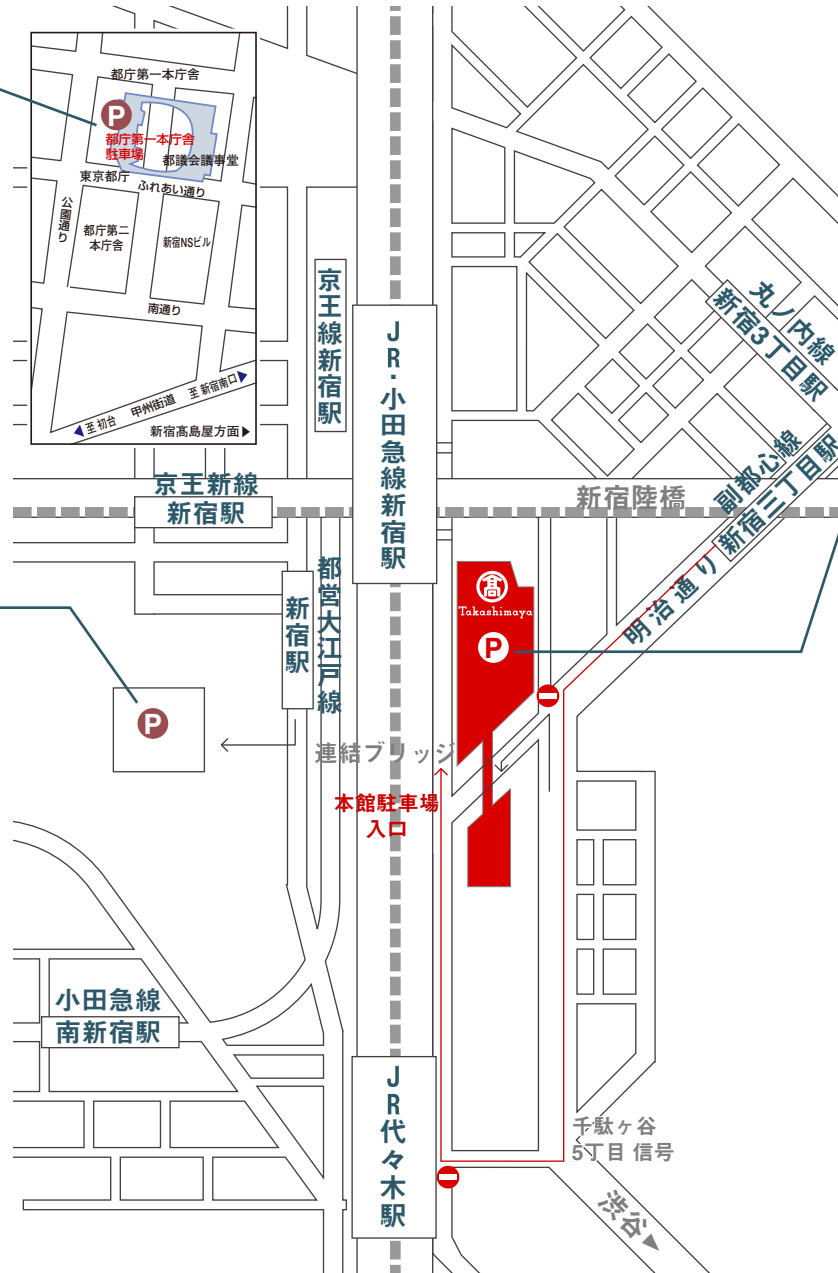 都庁第一本庁舎
P
都庁第一本庁舎
駐車場
都議会議事堂
東京都庁
ふれあい通り
公園通り
都庁第二
本庁舎
新宿NSビル
南通り
至 新宿南口
甲州街道
至 初台
新宿髙島屋方面
京王線新宿駅
JR・小田急線新宿駅
丸ノ内線
新宿3丁目駅
副都心線
新宿三丁目駅
京王新線
新宿駅
新宿陸橋
都営大江戸線
新宿駅
髙
Takashimaya
P
明治通り
P
連結ブリッジ
本館駐車場
入口
小田急線
南新宿駅
JR代々木駅
千駄ヶ谷
5丁目 信号
渋谷